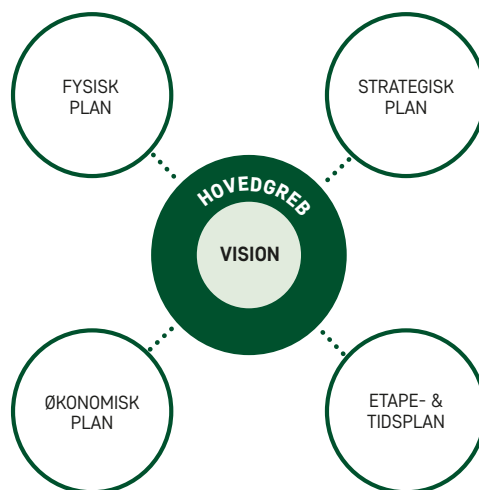 FYSISK
PLAN
STRATEGISK
PLAN
HOVEDGREB
VISION
ØKONOMISK
PLAN
ETAPE- &
TIDSPLAN